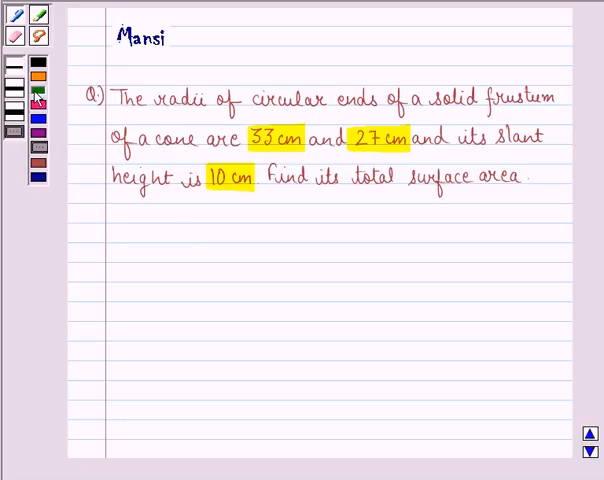 Mansi
Q.) The radii of circular ends of a solid frustum
of a cone are 33 cm and 27 cm and its slant
height is 10 cm. Find its total surface area.